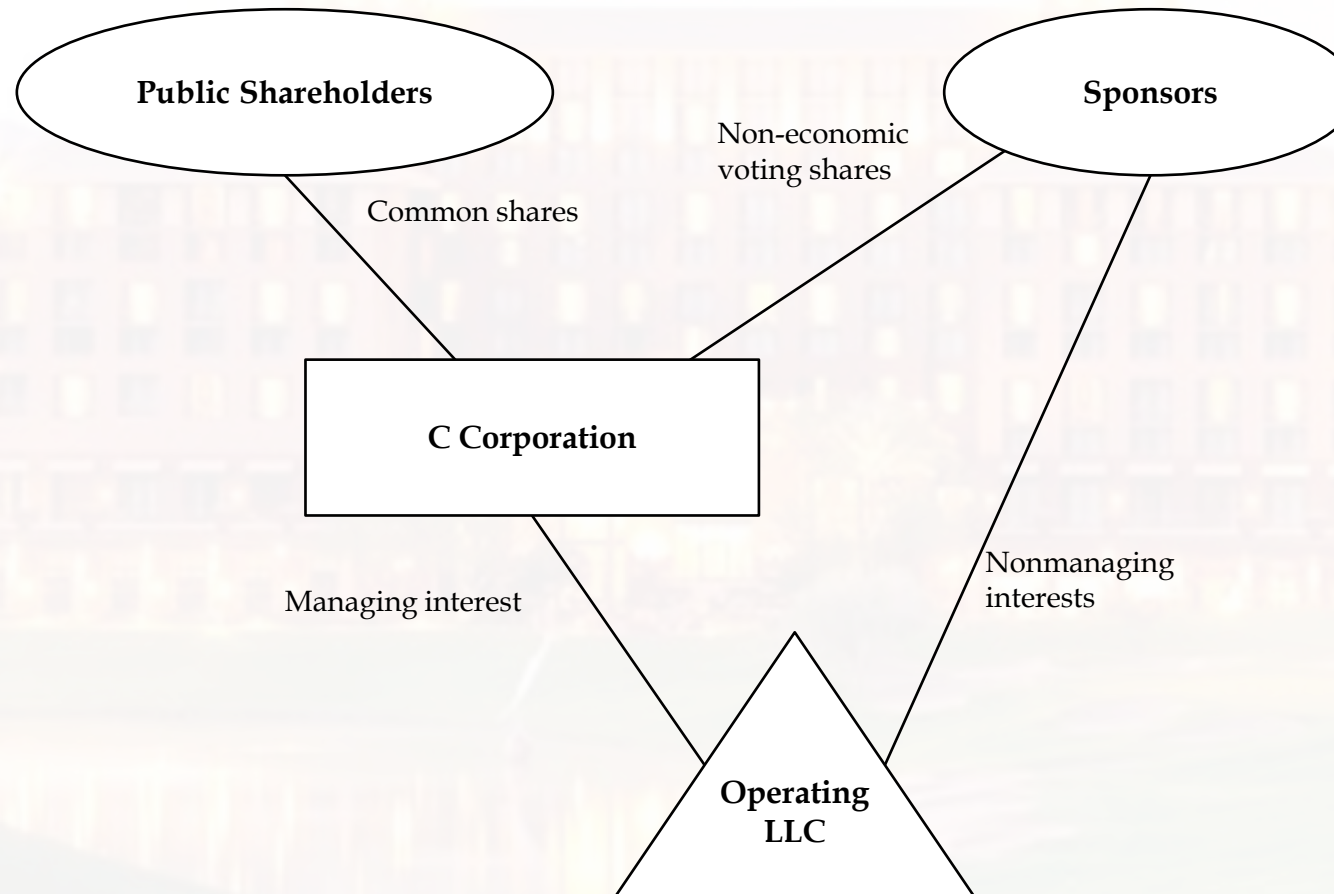 Public Shareholders
Sponsors
Non-economic
voting shares
Common shares
C Corporation
Nonmanaging
interests
Managing interest
Operating
LLC